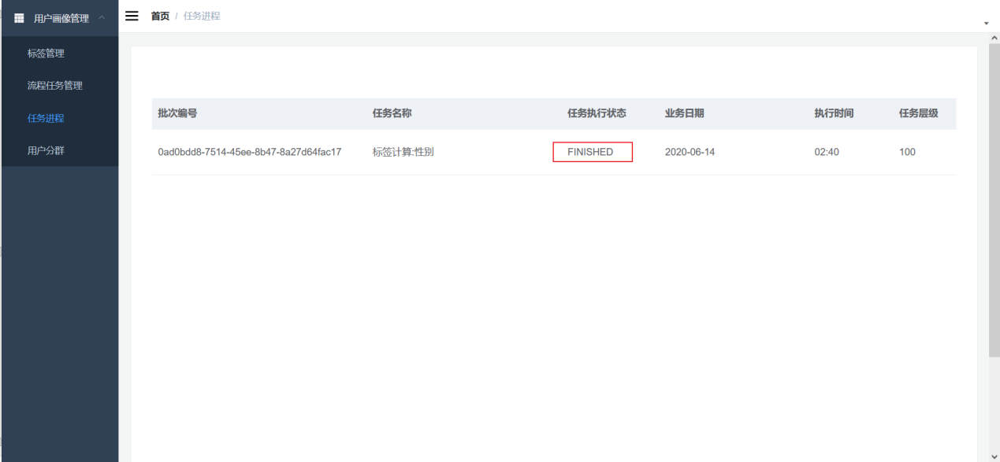 用户画像管理
首页 / 任务进程
标签管理
流程任务管理
任务进程
用户分群
批次编号 任务名称 任务执行状态 业务日期 执行时间 任务层级
0ad0bdd8-7514-45ee-8b47-8a27d64fac17 标签计算:性别 FINISHED 2020-06-14 02:40 100